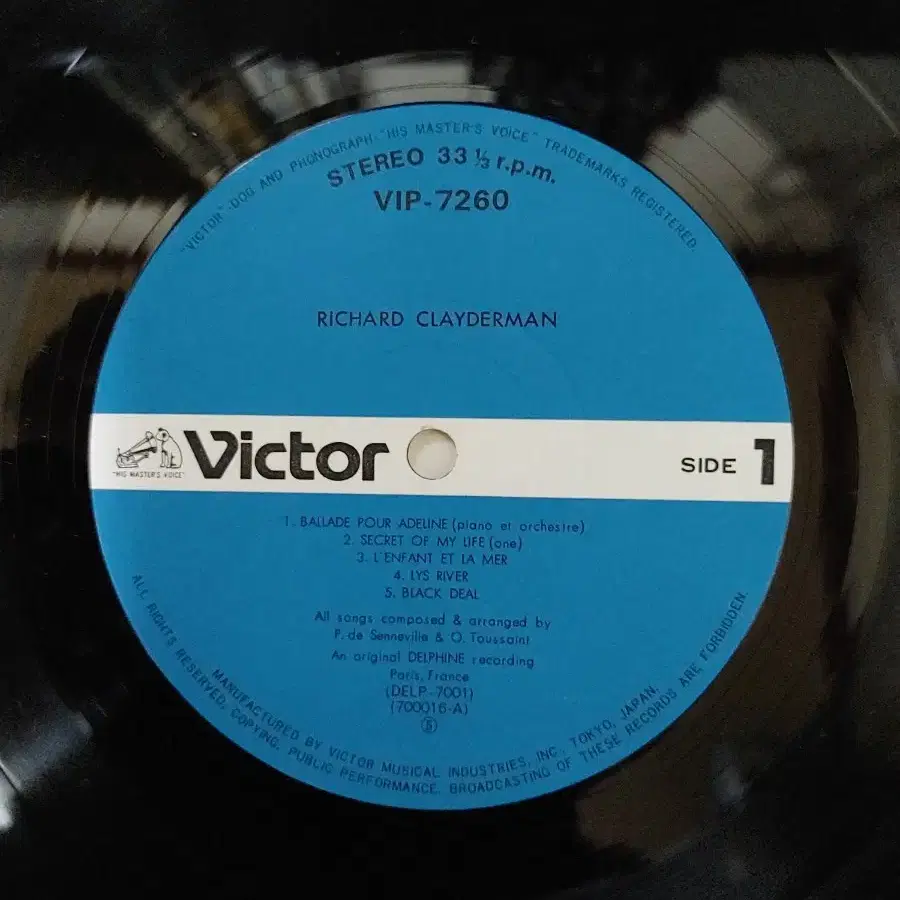 "VICTOR"·DOG AND PHONOGRAPH·"HIS MASTER'S VOICE" TRADEMARKS REGISTERED.
STEREO 33 ⅓ r.p.m.
VIP-7260
RiCHARD CLAYDERMAN
"HIS MASTER'S VOICE"
Victor
SIDE 1
1. BALLADE POUR ADELINE (piano et orchestre)
2. SECRET OF MY LIFE (one)
3. L'ENFANT ET LA MER
4. LYS RIVER
5. BLACK DEAL
All songs composed & arranged by
P. de Senneville & O. Toussaint
An original DELPHINE recording
Paris, France
(DELP-7001)
(700016-A)
Ⓢ
MANUFACTURED BY VICTOR MUSICAL INDUSTRIES, INC., TOKYO, JAPAN.
ALL RIGHTS RESERVED. COPYING. PUBLIC PERFORMANCE. BROADCASTING OF THESE RECORDS ARE FORBIDDEN.